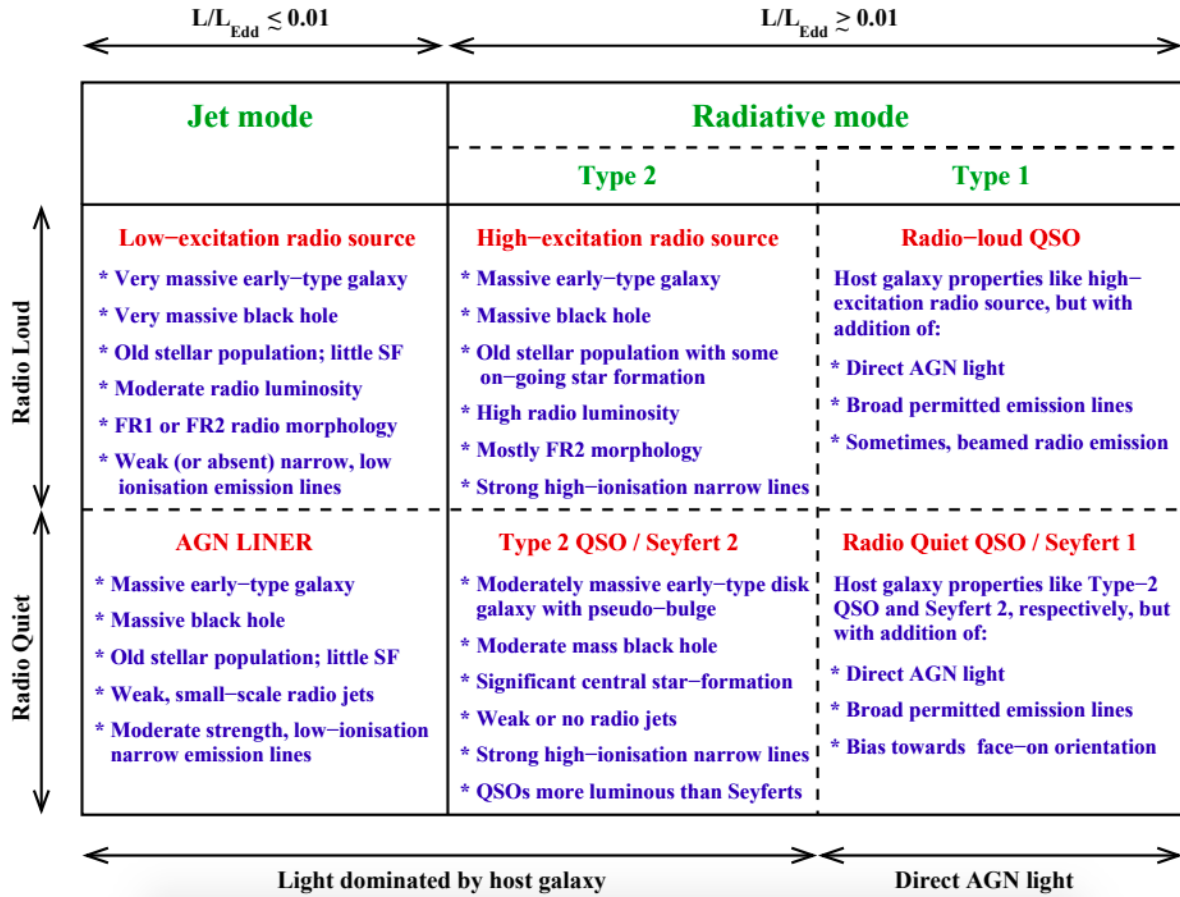 L/L_Edd ≲ 0.01
L/L_Edd ≳ 0.01
Jet mode
Radiative mode
Type 2
Type 1
Radio Loud
Low−excitation radio source
* Very massive early−type galaxy
* Very massive black hole
* Old stellar population; little SF
* Moderate radio luminosity
* FR1 or FR2 radio morphology
* Weak (or absent) narrow, low
ionisation emission lines
High−excitation radio source
* Massive early−type galaxy
* Massive black hole
* Old stellar population with some
on−going star formation
* High radio luminosity
* Mostly FR2 morphology
* Strong high−ionisation narrow lines
Radio−loud QSO
Host galaxy properties like high−
excitation radio source, but with
addition of:
* Direct AGN light
* Broad permitted emission lines
* Sometimes, beamed radio emission
Radio Quiet
AGN LINER
* Massive early−type galaxy
* Massive black hole
* Old stellar population; little SF
* Weak, small−scale radio jets
* Moderate strength, low−ionisation
narrow emission lines
Type 2 QSO / Seyfert 2
* Moderately massive early−type disk
galaxy with pseudo−bulge
* Moderate mass black hole
* Significant central star−formation
* Weak or no radio jets
* Strong high−ionisation narrow lines
* QSOs more luminous than Seyferts
Radio Quiet QSO / Seyfert 1
Host galaxy properties like Type−2
QSO and Seyfert 2, respectively, but
with addition of:
* Direct AGN light
* Broad permitted emission lines
* Bias towards face−on orientation
Light dominated by host galaxy
Direct AGN light